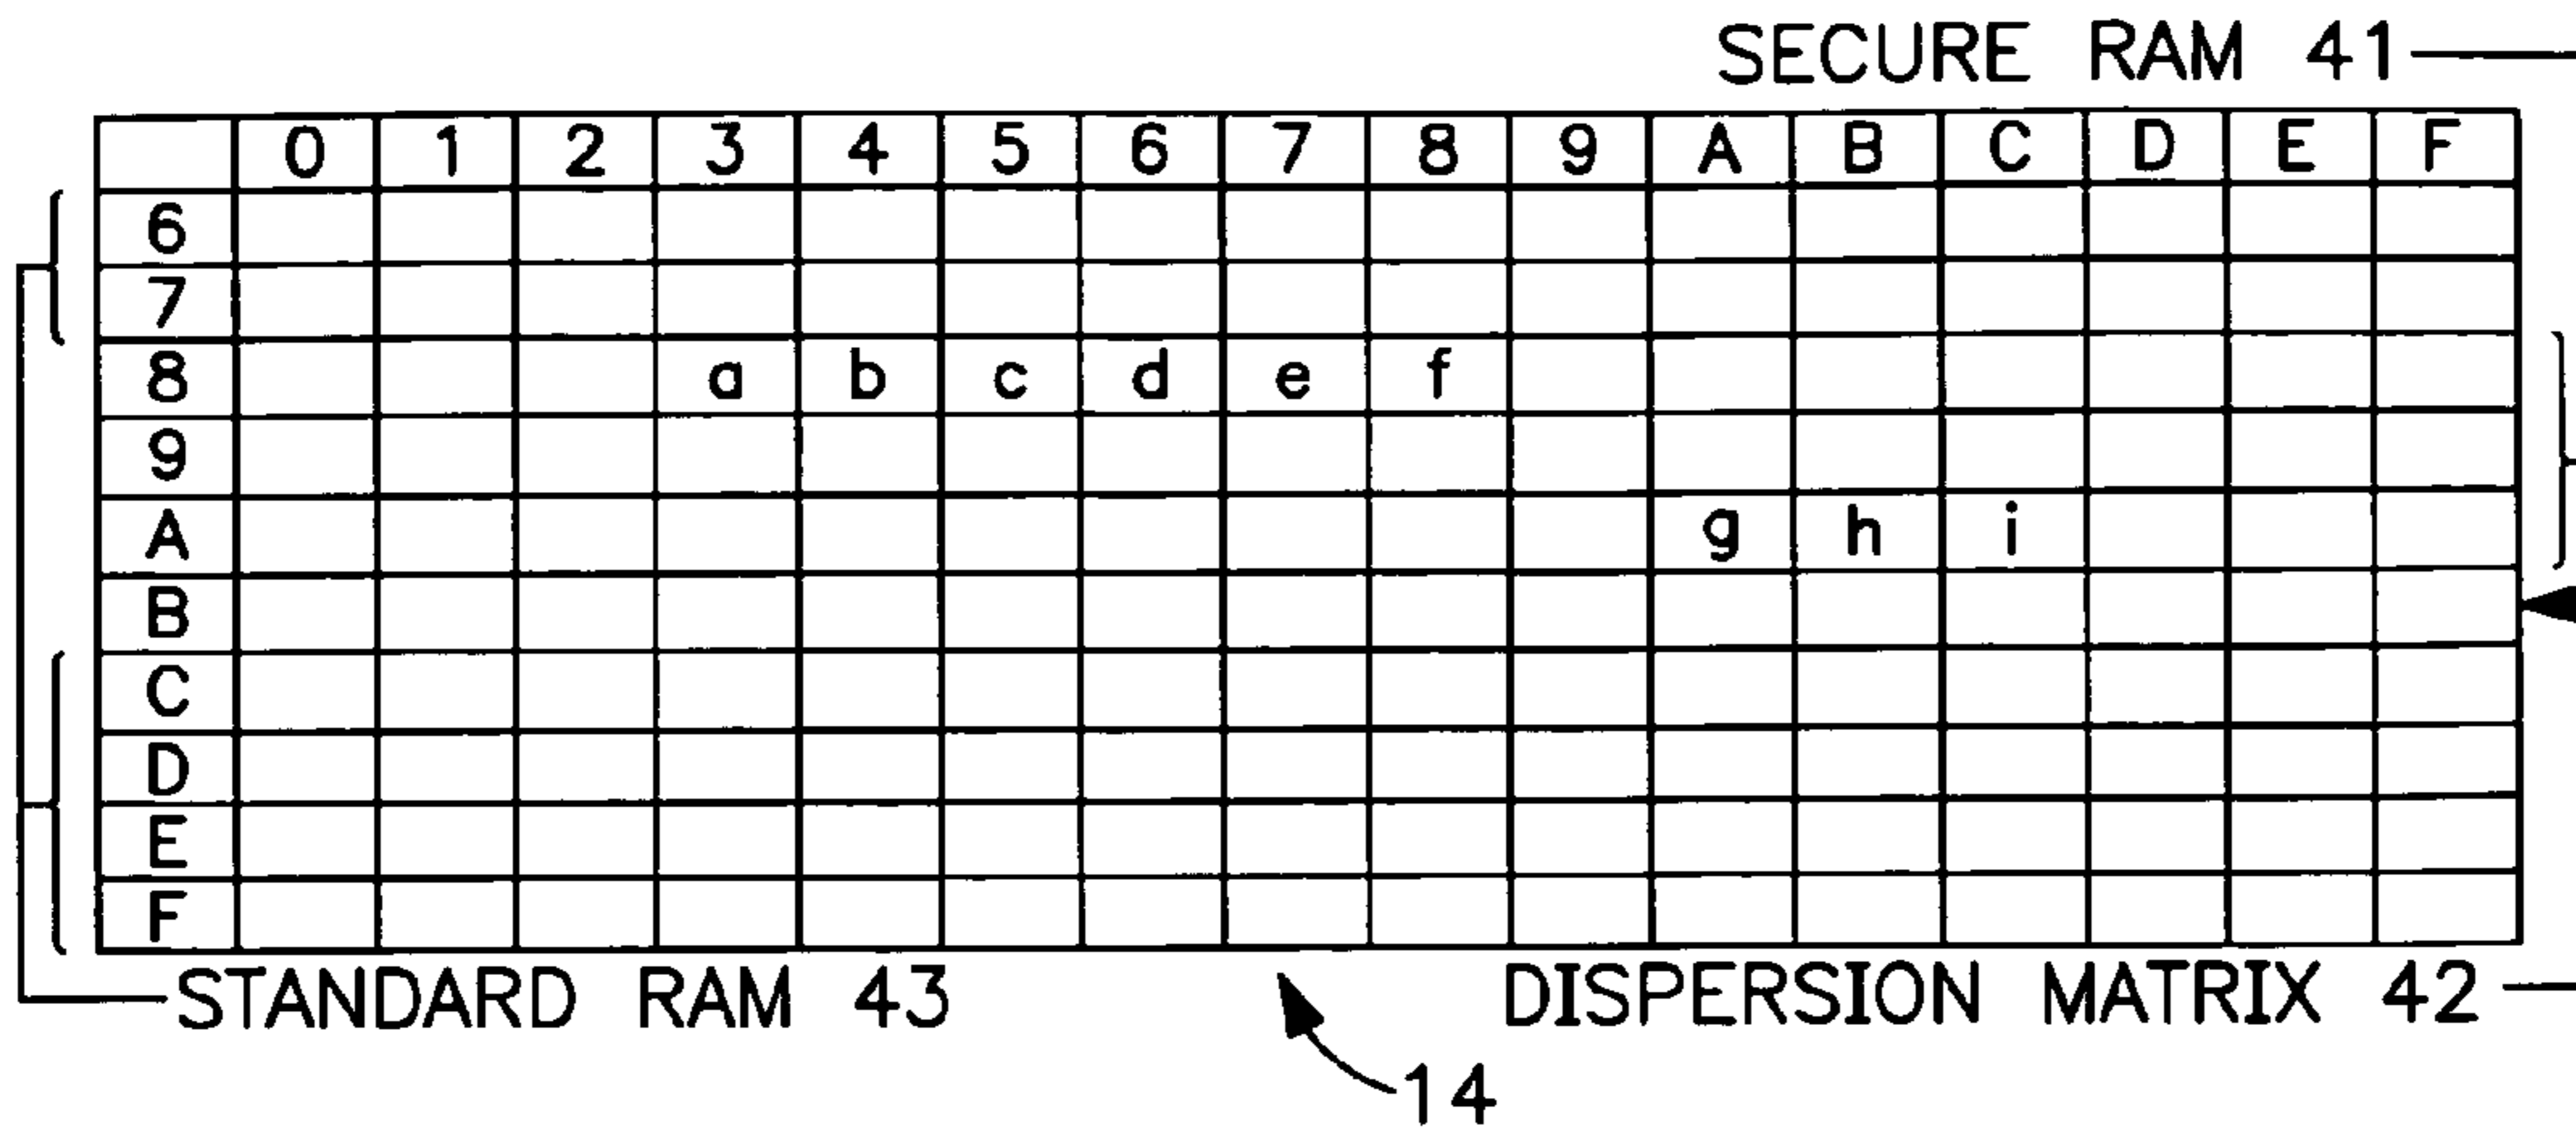 SECURE RAM 41
0 1 2 3 4 5 6 7 8 9 A B C D E F
6
7
8 a b c d e f
9
A g h i
B
C
D
E
F
STANDARD RAM 43 DISPERSION MATRIX 42
14